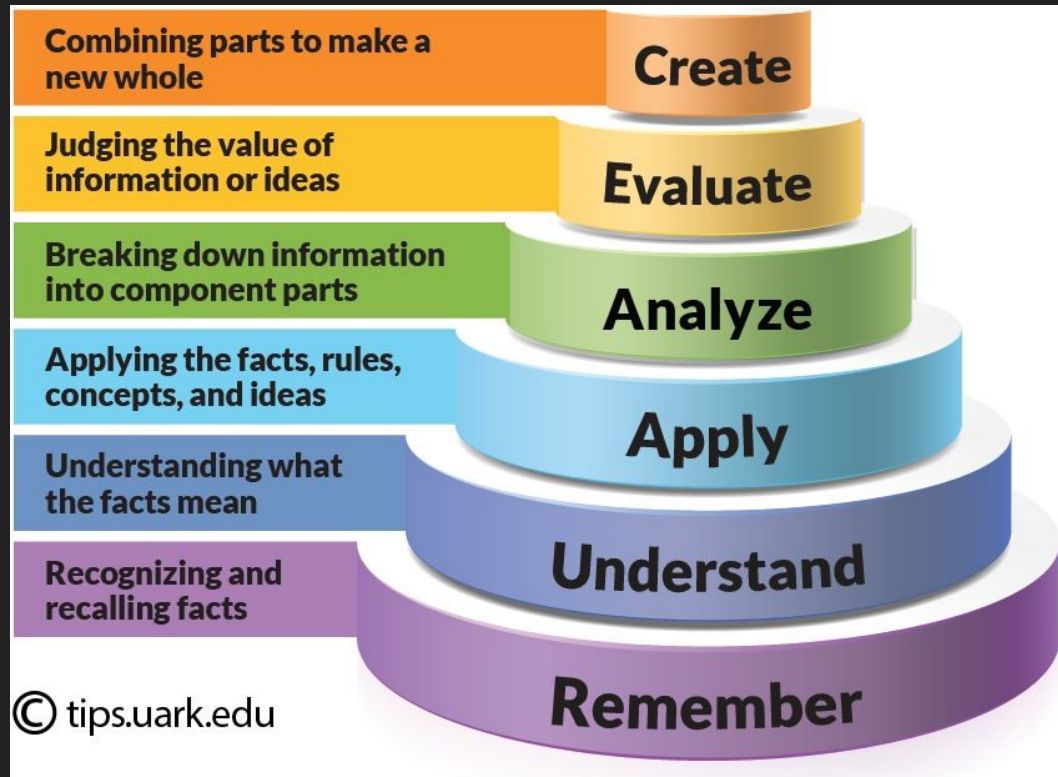 Combining parts to make a
new whole
Create
Judging the value of
information or ideas
Evaluate
Breaking down information
into component parts
Analyze
Applying the facts, rules,
concepts, and ideas
Apply
Understanding what
the facts mean
Understand
Recognizing and
recalling facts
Remember
© tips.uark.edu